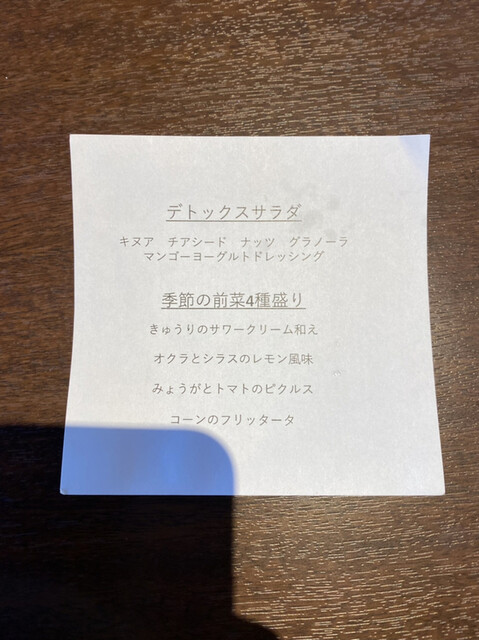 デトックスサラダ
キヌア　チアシード　ナッツ　グラノーラ
マンゴーヨーグルトドレッシング
季節の前菜4種盛り
きゅうりのサワークリーム和え
オクラとシラスのレモン風味
みょうがとトマトのピクルス
コーンのフリッタータ